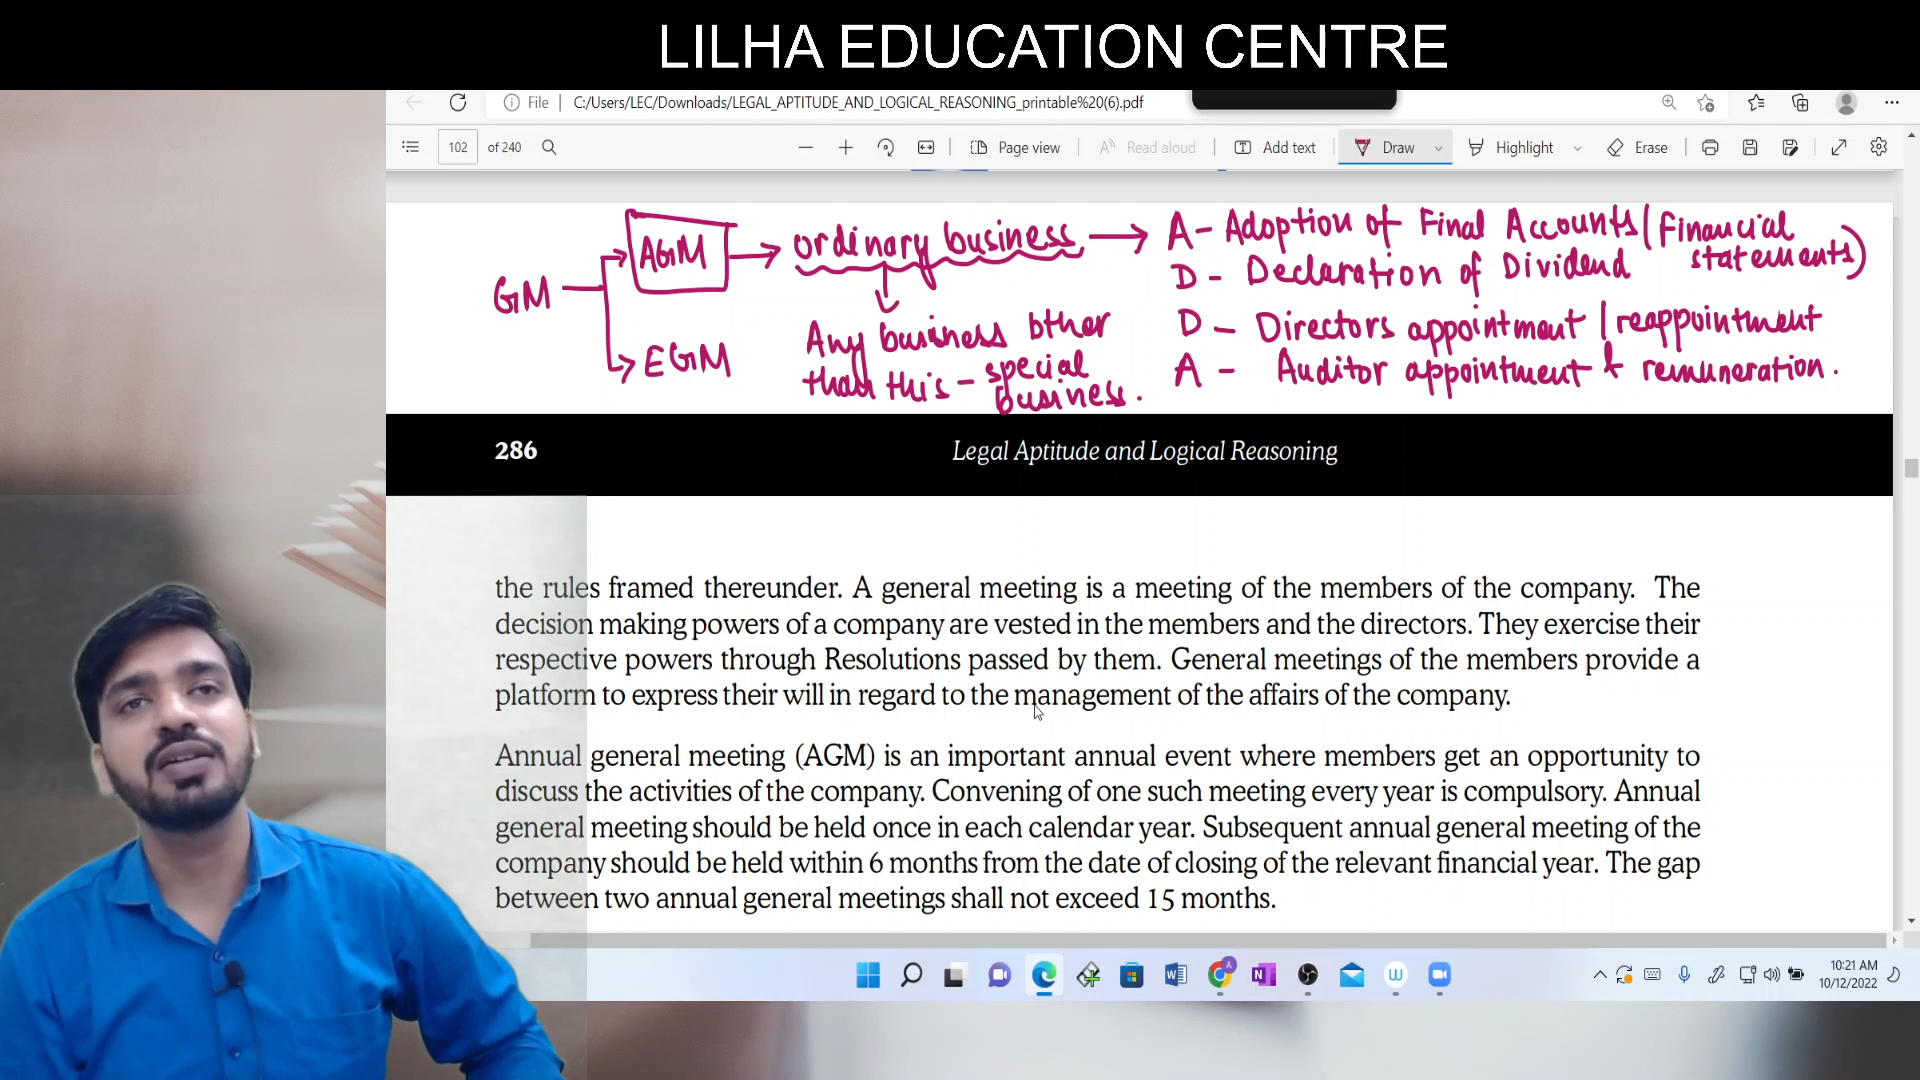 LILHA EDUCATION CENTRE
File | C:/Users/LEC/Downloads/LEGAL_APTITUDE_AND_LOGICAL_REASONING_printable%20(6).pdf
102 of 240 Page view Read aloud Add text Draw Highlight Erase
GM
AGM → ordinary business → A - Adoption of Final Accounts (Financial statements)
D - Declaration of Dividend
D - Directors appointment / reappointment
A - Auditor appointment & remuneration.
EGM
Any business other
than this - special
business.
286 Legal Aptitude and Logical Reasoning
the rules framed thereunder. A general meeting is a meeting of the members of the company. The
decision making powers of a company are vested in the members and the directors. They exercise their
respective powers through Resolutions passed by them. General meetings of the members provide a
platform to express their will in regard to the management of the affairs of the company.
Annual general meeting (AGM) is an important annual event where members get an opportunity to
discuss the activities of the company. Convening of one such meeting every year is compulsory. Annual
general meeting should be held once in each calendar year. Subsequent annual general meeting of the
company should be held within 6 months from the date of closing of the relevant financial year. The gap
between two annual general meetings shall not exceed 15 months.
10:21 AM
10/12/2022